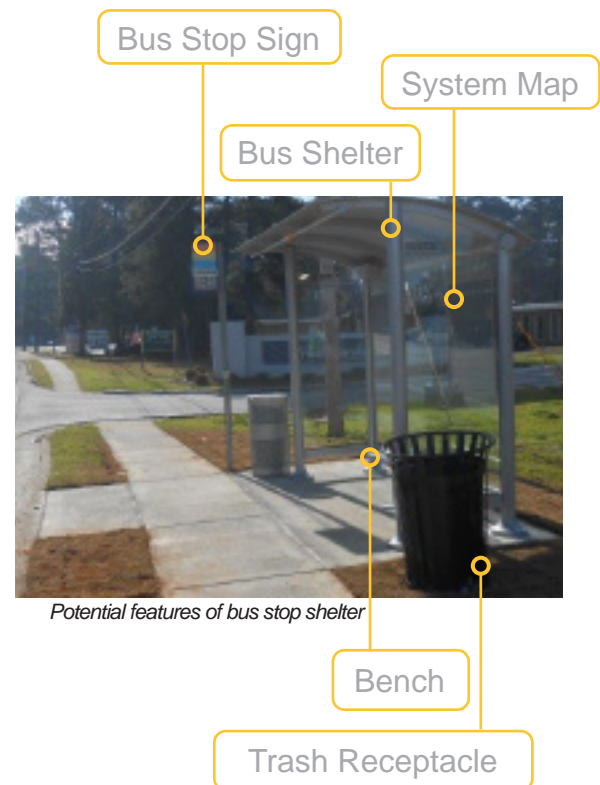 Bus Stop Sign
System Map
Bus Shelter
Potential features of bus stop shelter
Bench
Trash Receptacle